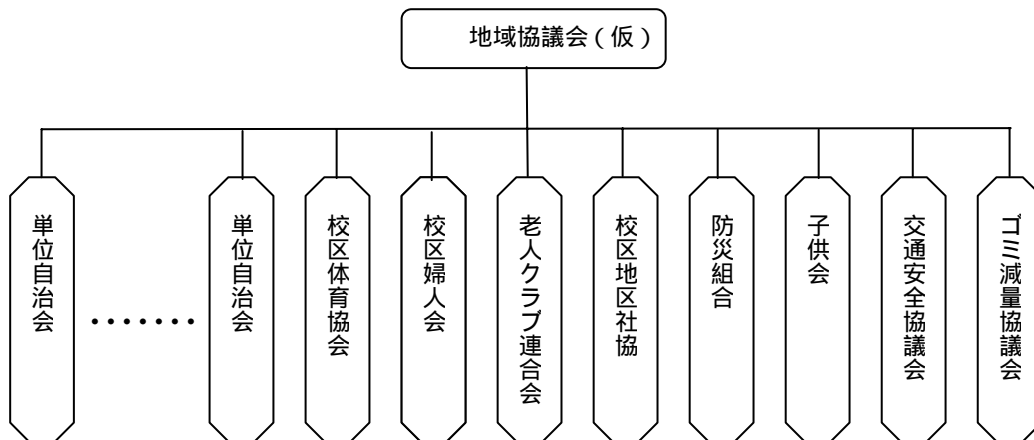 地域協議会(仮)
単位自治会
・・・・・・・
単位自治会
校区体育協会
校区婦人会
老人クラブ連合会
校区地区社協
防災組合
子供会
交通安全協議会
ゴミ減量協議会